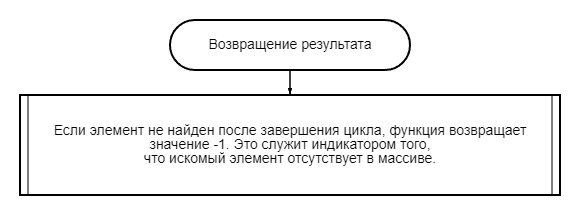 Возвращение результата
Если элемент не найден после завершения цикла, функция возвращает
значение -1. Это служит индикатором того,
что искомый элемент отсутствует в массиве.